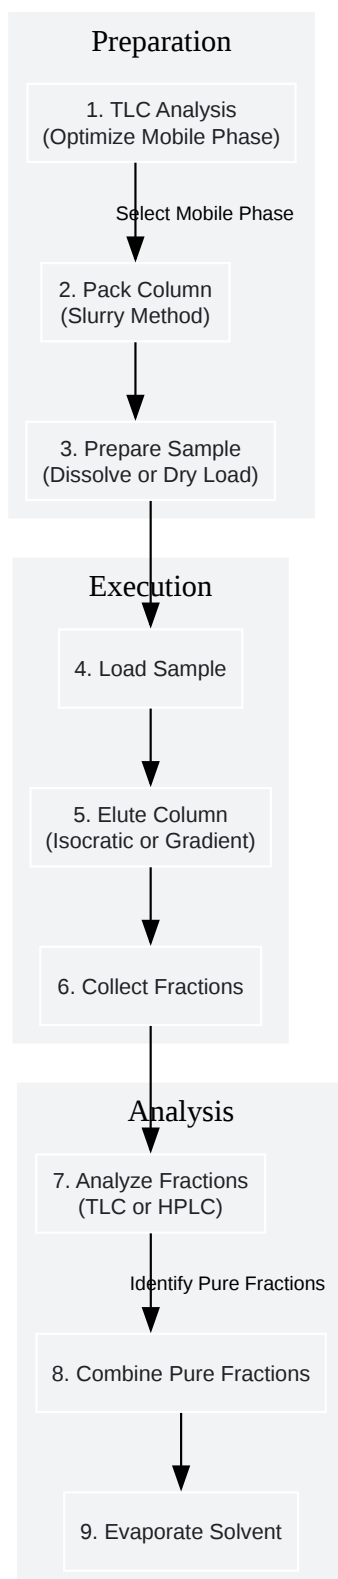 Preparation
1. TLC Analysis
(Optimize Mobile Phase)
Select Mobile Phase
2. Pack Column
(Slurry Method)
3. Prepare Sample
(Dissolve or Dry Load)
Execution
4. Load Sample
5. Elute Column
(Isocratic or Gradient)
6. Collect Fractions
Analysis
7. Analyze Fractions
(TLC or HPLC)
Identify Pure Fractions
8. Combine Pure Fractions
9. Evaporate Solvent